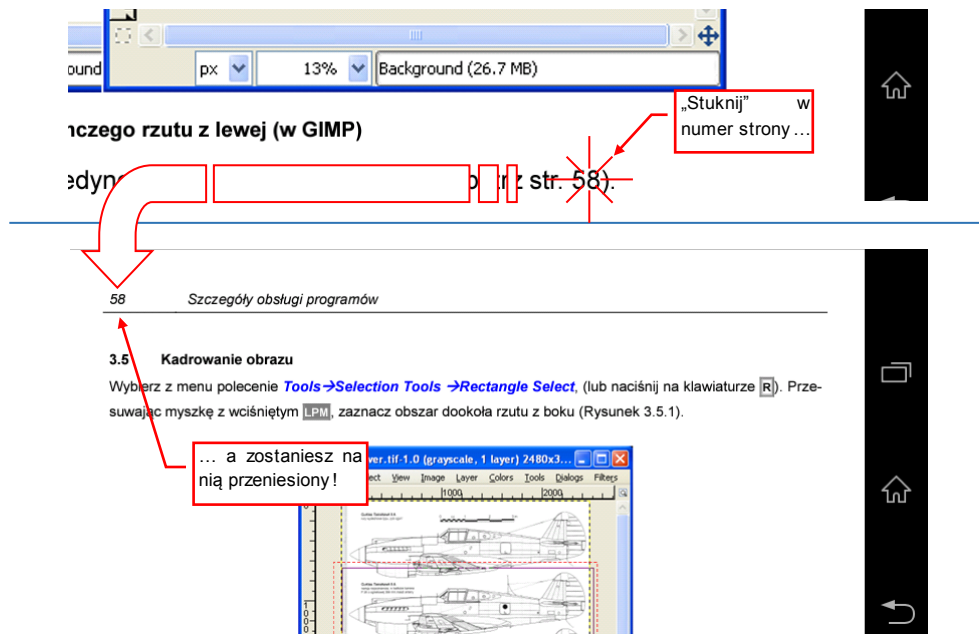 ound
px
13%
Background (26.7 MB)
„Stuknij” w
numer strony ...
nczego rzutu z lewej (w GIMP)
edyn
trz str. 58).
58 Szczegóły obsługi programów
3.5 Kadrowanie obrazu
Wybierz z menu polecenie Tools→Selection Tools →Rectangle Select, (lub naciśnij na klawiaturze R). Prze-
suwając myszkę z wciśniętym LPM, zaznacz obszar dookoła rzutu z boku (Rysunek 3.5.1).
... a zostaniesz na
nią przeniesiony !
ver.tif-1.0 (grayscale, 1 layer) 2480x3...
ect View Image Layer Colors Tools Dialogs Filters
1000 2000